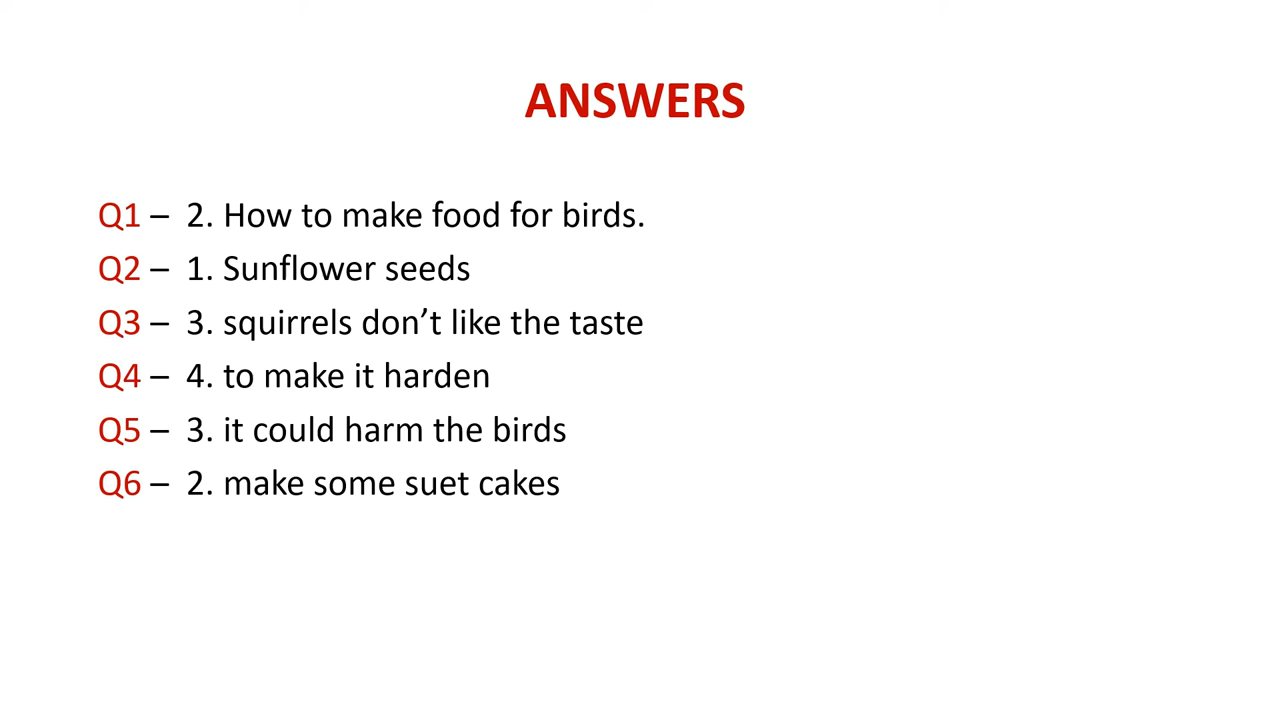 ANSWERS
Q1 – 2. How to make food for birds.
Q2 – 1. Sunflower seeds
Q3 – 3. squirrels don’t like the taste
Q4 – 4. to make it harden
Q5 – 3. it could harm the birds
Q6 – 2. make some suet cakes